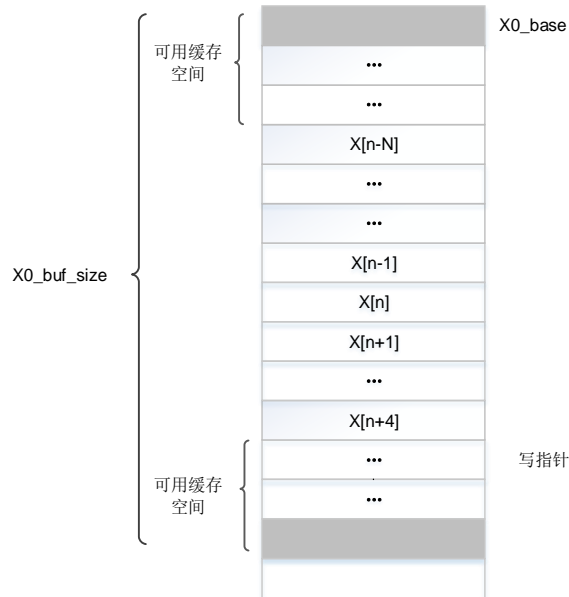 X0_base
可用缓存
空间
...
...
X[n-N]
...
...
X[n-1]
X0_buf_size
X[n]
X[n+1]
...
X[n+4]
...
写指针
可用缓存
空间
...